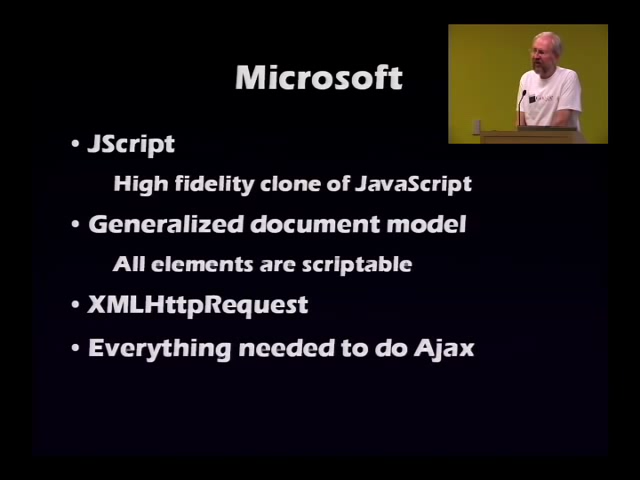 Microsoft
• JScript
High fidelity clone of JavaScript
• Generalized document model
All elements are scriptable
• XMLHttpRequest
• Everything needed to do Ajax